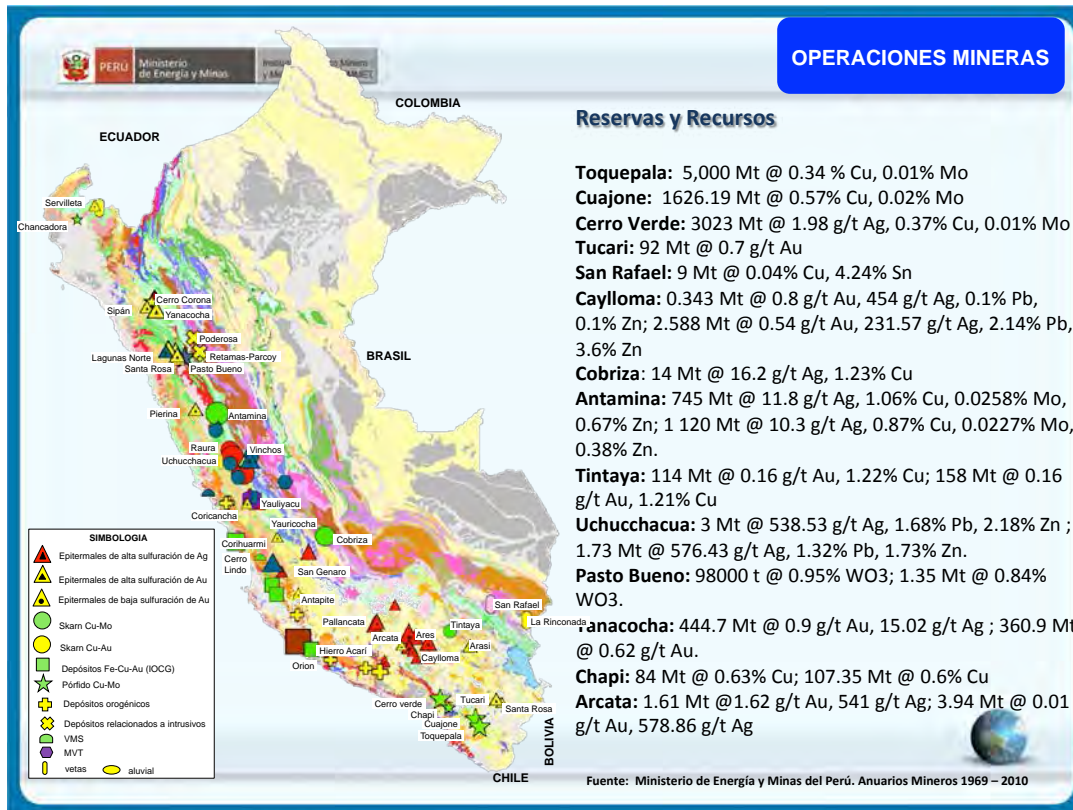 PERÚ
Ministerio
de Energía y Minas
OPERACIONES MINERAS
COLOMBIA
ECUADOR
BRASIL
BOLIVIA
CHILE
Servilleta
Chancadora
Cerro Corona
Sipán
Yanacocha
Poderosa
Lagunas Norte
Retamas-Parcoy
Santa Rosa
Pasto Bueno
Pierina
Antamina
Raura
Vinchos
Uchucchacua
Yauliyacu
Coricancha
Yauricocha
Corihuarmi
Cobriza
Cerro
Lindo
San Genaro
Antapite
San Rafael
Pallancata
Tintaya
La Rinconada
Ares
Arcata
Arasi
Hierro Acarí
Orion
Caylloma
Cerro verde
Tucari
Chapi
Santa Rosa
Cuajone
Toquepala
SIMBOLOGIA
Epitermales de alta sulfuración de Ag
Epitermales de alta sulfuración de Au
Epitermales de baja sulfuración de Au
Skarn Cu-Mo
Skarn Cu-Au
Depósitos Fe-Cu-Au (IOCG)
Pórfido Cu-Mo
Depósitos orogénicos
Depósitos relacionados a intrusivos
VMS
MVT
vetas aluvial
Reservas y Recursos
Toquepala: 5,000 Mt @ 0.34 % Cu, 0.01% Mo
Cuajone: 1626.19 Mt @ 0.57% Cu, 0.02% Mo
Cerro Verde: 3023 Mt @ 1.98 g/t Ag, 0.37% Cu, 0.01% Mo
Tucari: 92 Mt @ 0.7 g/t Au
San Rafael: 9 Mt @ 0.04% Cu, 4.24% Sn
Caylloma: 0.343 Mt @ 0.8 g/t Au, 454 g/t Ag, 0.1% Pb,
0.1% Zn; 2.588 Mt @ 0.54 g/t Au, 231.57 g/t Ag, 2.14% Pb,
3.6% Zn
Cobriza: 14 Mt @ 16.2 g/t Ag, 1.23% Cu
Antamina: 745 Mt @ 11.8 g/t Ag, 1.06% Cu, 0.0258% Mo,
0.67% Zn; 1 120 Mt @ 10.3 g/t Ag, 0.87% Cu, 0.0227% Mo,
0.38% Zn.
Tintaya: 114 Mt @ 0.16 g/t Au, 1.22% Cu; 158 Mt @ 0.16
g/t Au, 1.21% Cu
Uchucchacua: 3 Mt @ 538.53 g/t Ag, 1.68% Pb, 2.18% Zn ;
1.73 Mt @ 576.43 g/t Ag, 1.32% Pb, 1.73% Zn.
Pasto Bueno: 98000 t @ 0.95% WO3; 1.35 Mt @ 0.84%
WO3.
Yanacocha: 444.7 Mt @ 0.9 g/t Au, 15.02 g/t Ag ; 360.9 Mt
@ 0.62 g/t Au.
Chapi: 84 Mt @ 0.63% Cu; 107.35 Mt @ 0.6% Cu
Arcata: 1.61 Mt @1.62 g/t Au, 541 g/t Ag; 3.94 Mt @ 0.01
g/t Au, 578.86 g/t Ag
Fuente: Ministerio de Energía y Minas del Perú. Anuarios Mineros 1969 – 2010